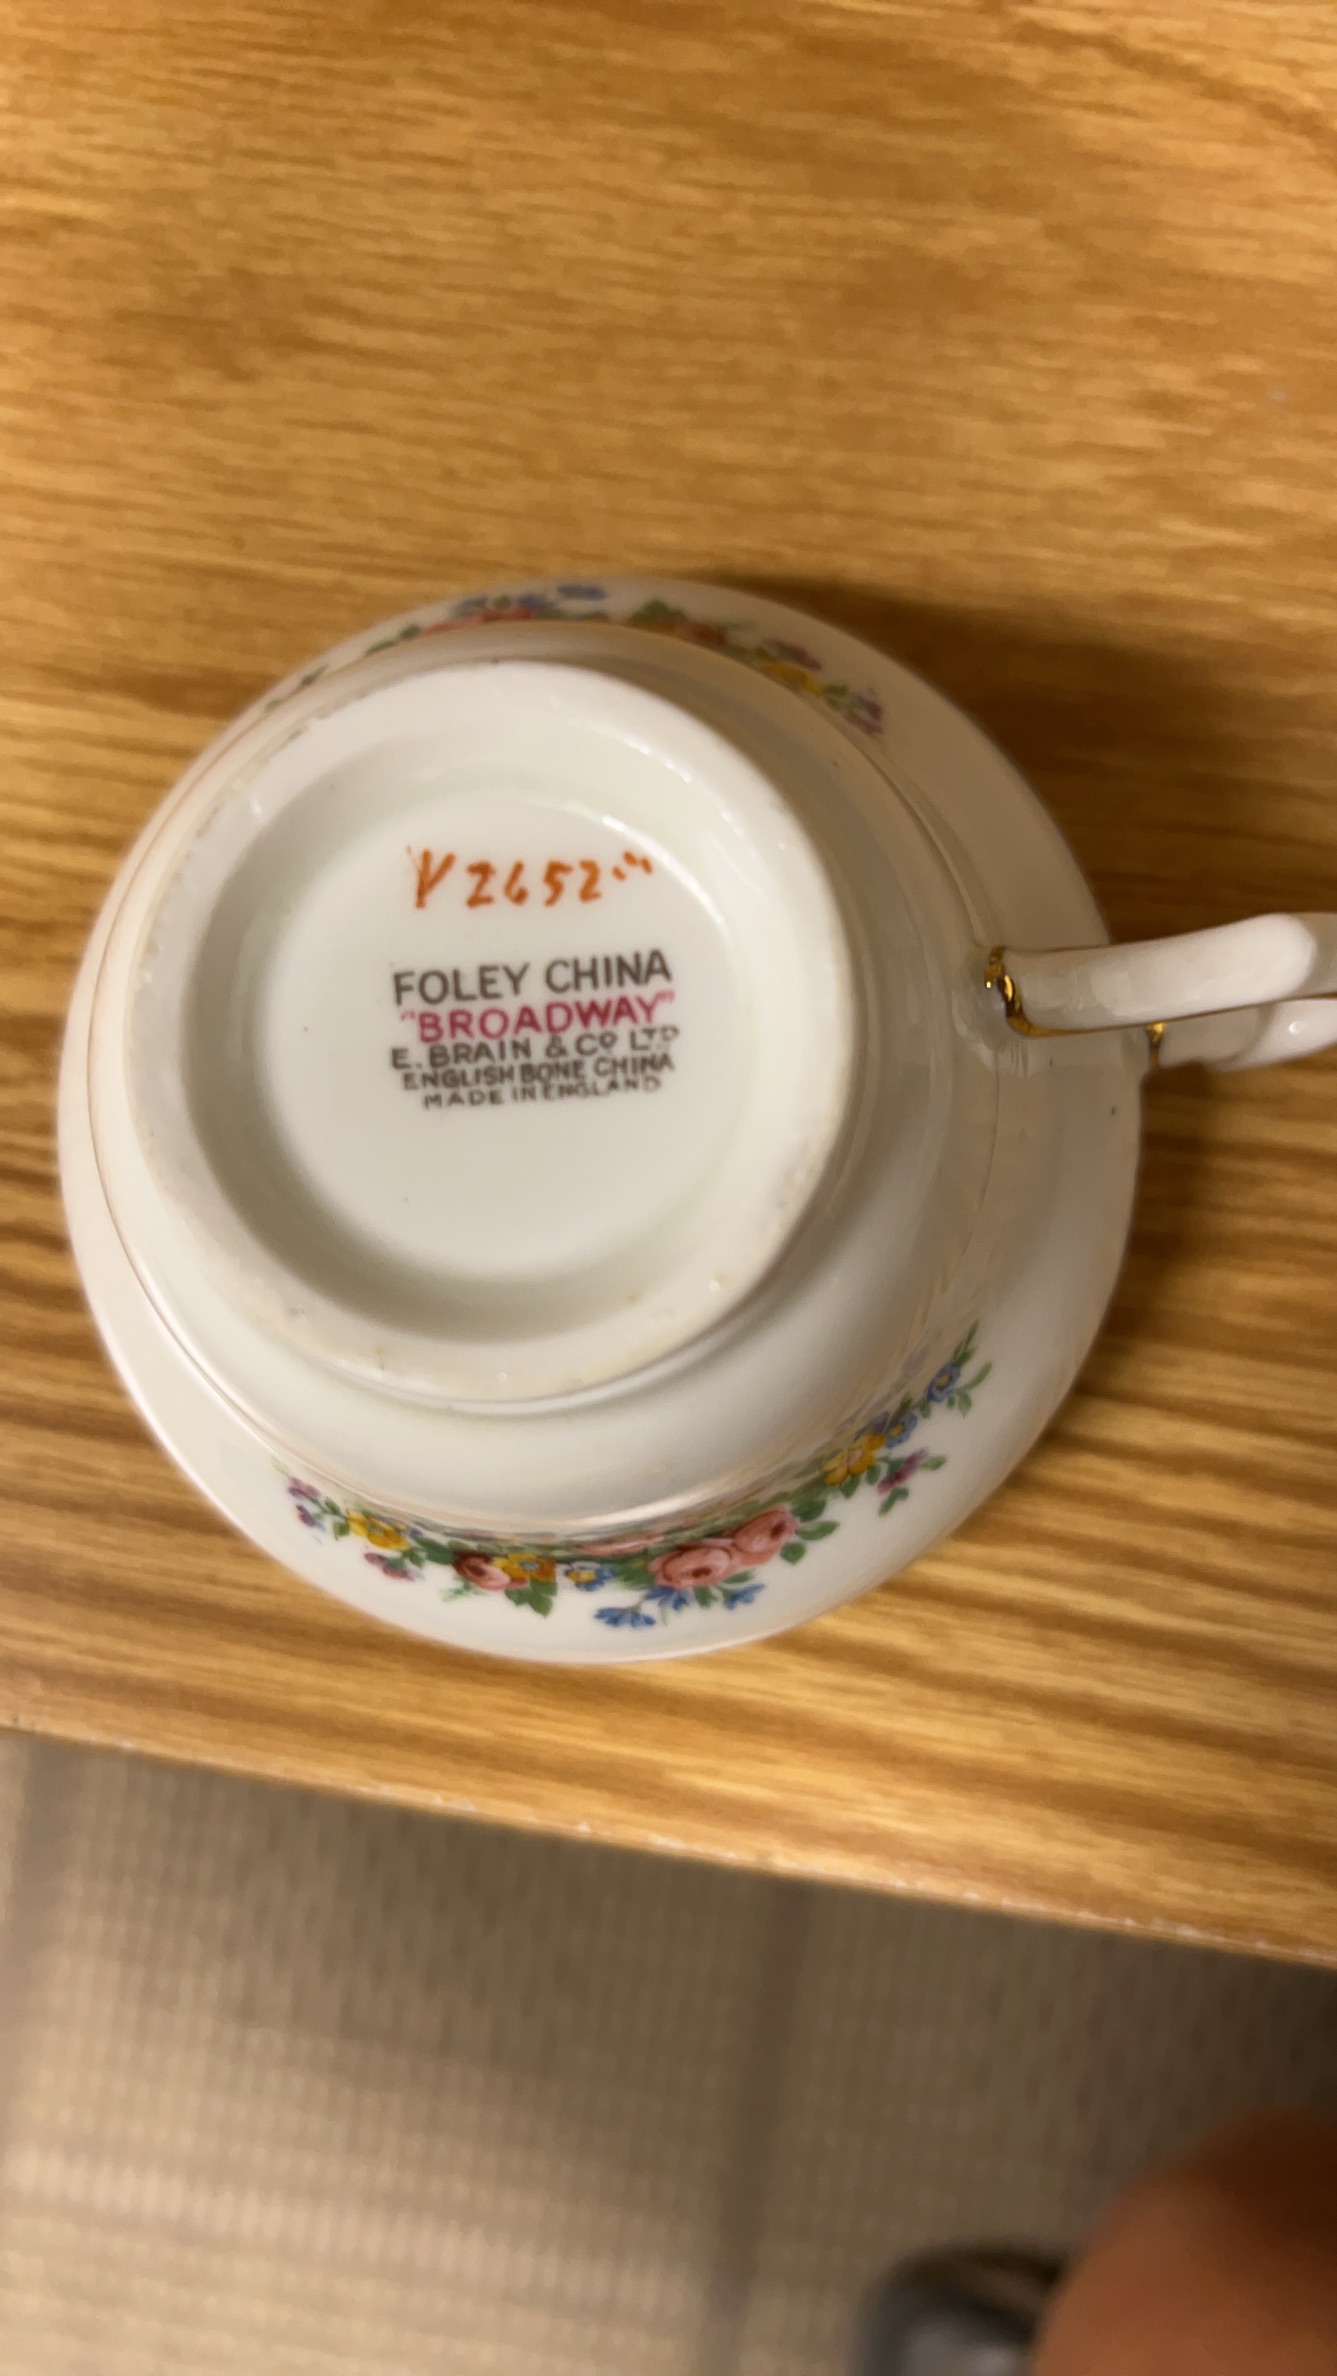 V2652
FOLEY CHINA
"BROADWAY"
E. BRAIN & CO LTD
ENGLISH BONE CHINA
MADE IN ENGLAND